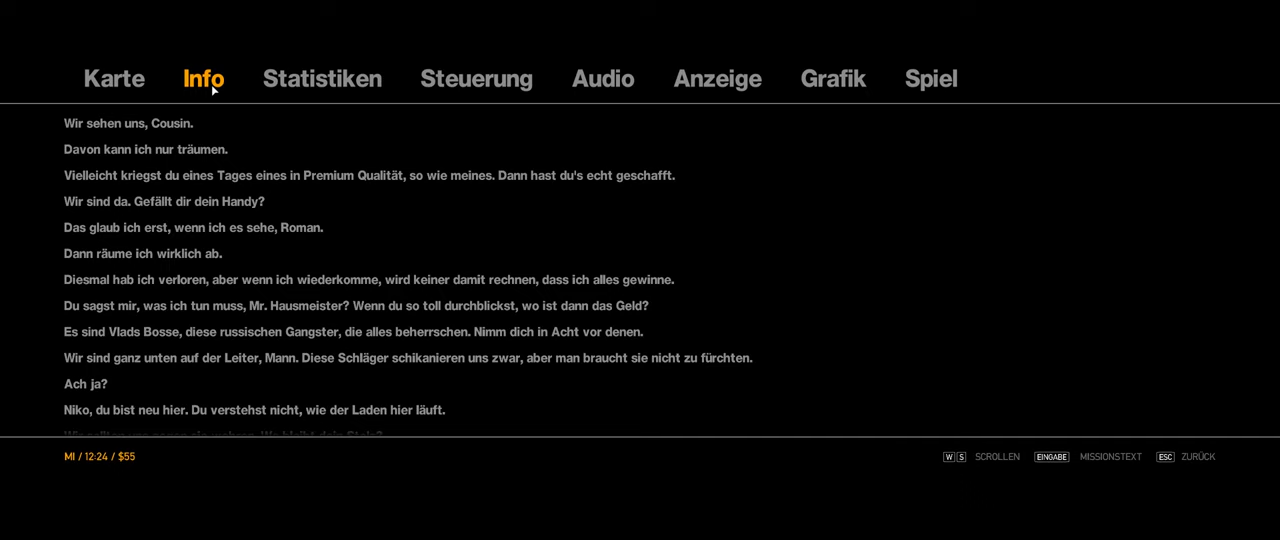 Karte Info Statistiken Steuerung Audio Anzeige Grafik Spiel
Wir sehen uns, Cousin.
Davon kann ich nur träumen.
Vielleicht kriegst du eines Tages eines in Premium Qualität, so wie meines. Dann hast du's echt geschafft.
Wir sind da. Gefällt dir dein Handy?
Das glaub ich erst, wenn ich es sehe, Roman.
Dann räume ich wirklich ab.
Diesmal hab ich verloren, aber wenn ich wiederkomme, wird keiner damit rechnen, dass ich alles gewinne.
Du sagst mir, was ich tun muss, Mr. Hausmeister? Wenn du so toll durchblickst, wo ist dann das Geld?
Es sind Vlads Bosse, diese russischen Gangster, die alles beherrschen. Nimm dich in Acht vor denen.
Wir sind ganz unten auf der Leiter, Mann. Diese Schläger schikanieren uns zwar, aber man braucht sie nicht zu fürchten.
Ach ja?
Niko, du bist neu hier. Du verstehst nicht, wie der Laden hier läuft.
MI / 12:24 / $55 W S SCROLLEN EINGABE MISSIONSTEXT ESC ZURÜCK